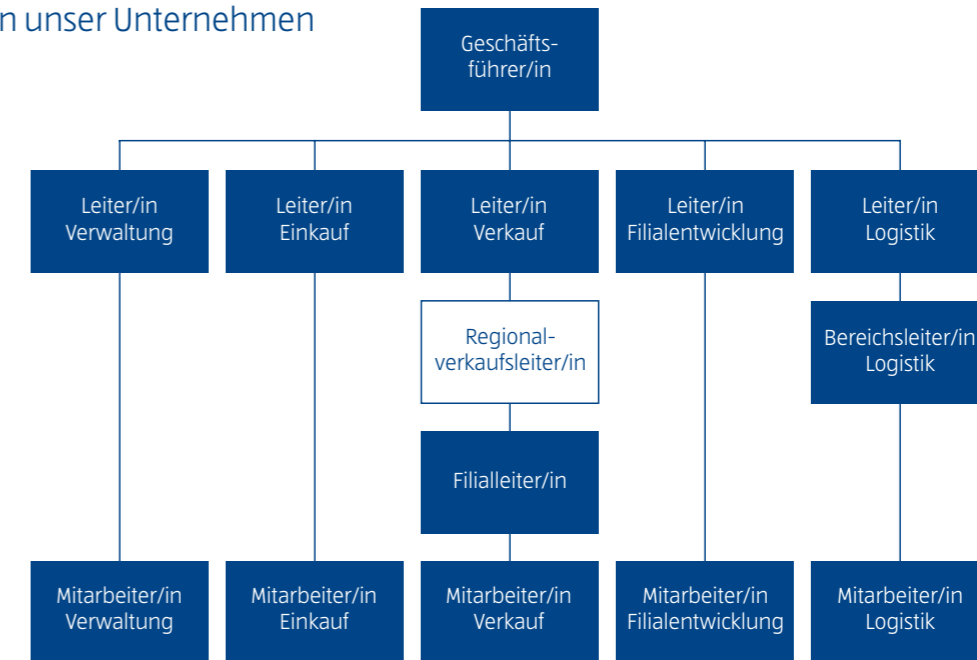 n unser Unternehmen
Geschäfts-
führer/in
Leiter/in
Verwaltung
Leiter/in
Einkauf
Leiter/in
Verkauf
Leiter/in
Filialentwicklung
Leiter/in
Logistik
Regional-
verkaufsleiter/in
Bereichsleiter/in
Logistik
Filialleiter/in
Mitarbeiter/in
Verwaltung
Mitarbeiter/in
Einkauf
Mitarbeiter/in
Verkauf
Mitarbeiter/in
Filialentwicklung
Mitarbeiter/in
Logistik